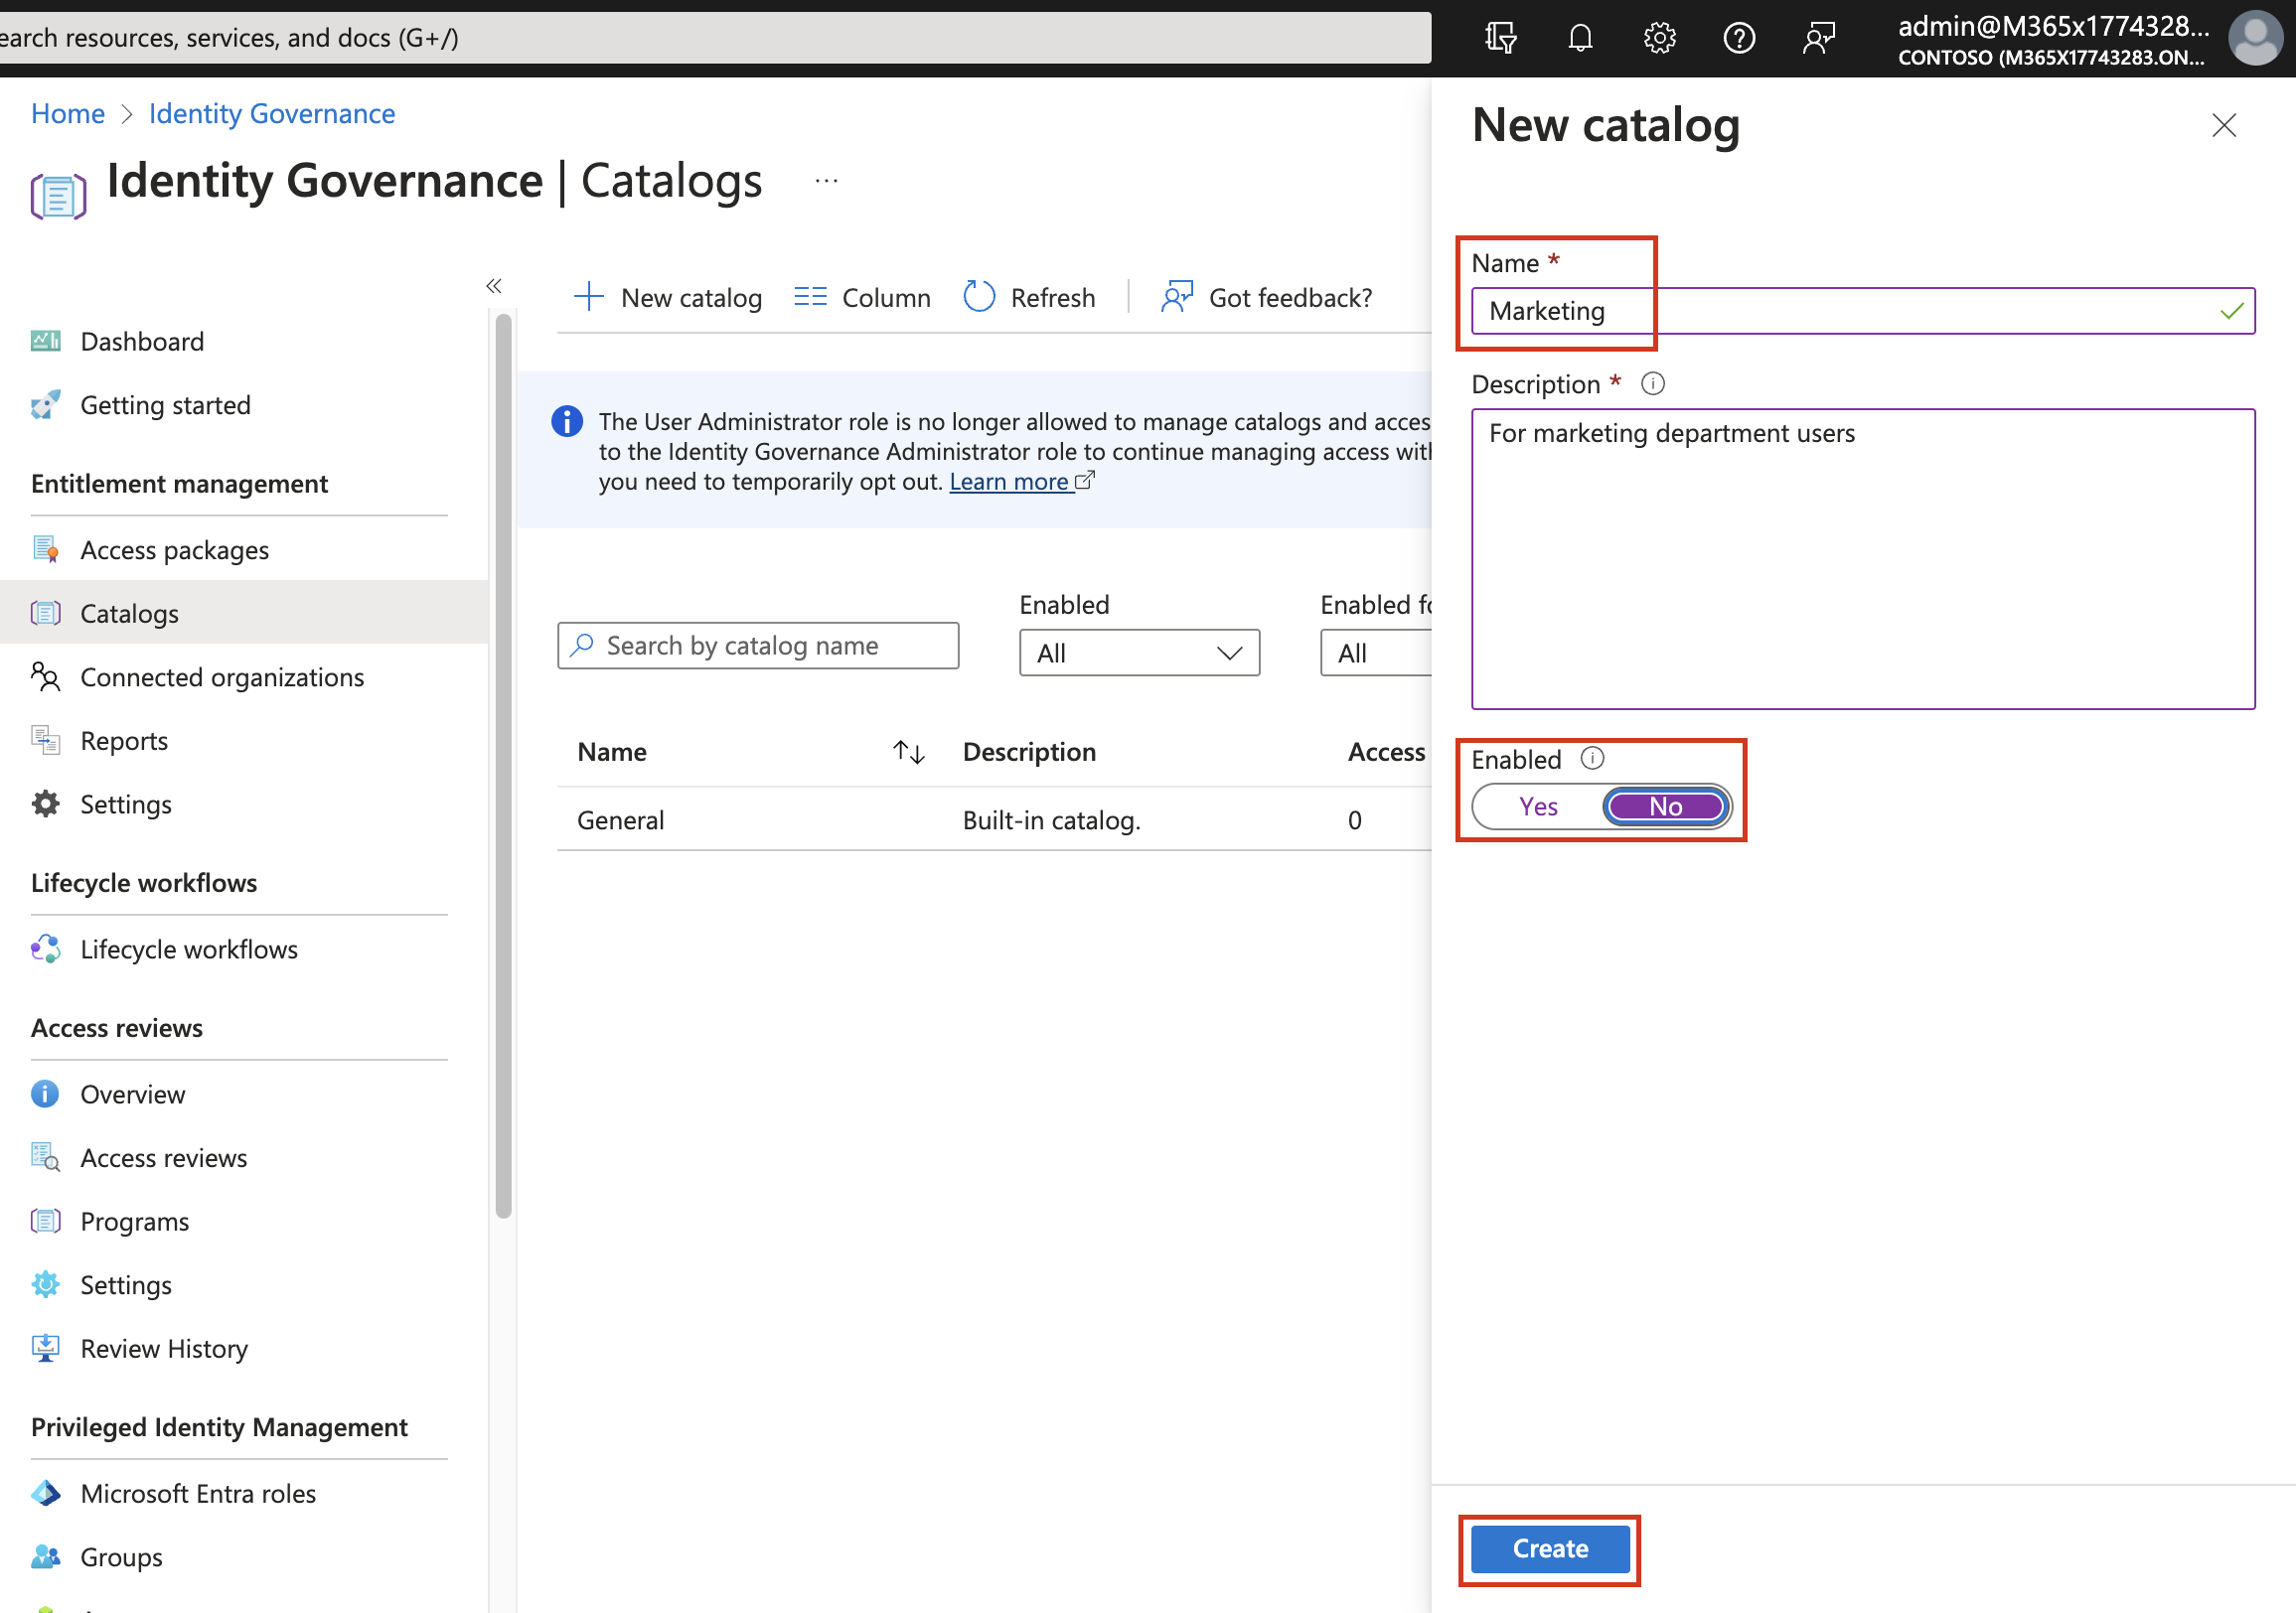 earch resources, services, and docs (G+/)
admin@M365x1774328...
CONTOSO (M365X17743283.ON...
Home > Identity Governance
Identity Governance | Catalogs
...
New catalog
Column
Refresh
Got feedback?
Dashboard
Getting started
Entitlement management
Access packages
Catalogs
Connected organizations
Reports
Settings
Lifecycle workflows
Lifecycle workflows
Access reviews
Overview
Access reviews
Programs
Settings
Review History
Privileged Identity Management
Microsoft Entra roles
Groups
The User Administrator role is no longer allowed to manage catalogs and acces
to the Identity Governance Administrator role to continue managing access wit
you need to temporarily opt out. Learn more
Search by catalog name
Enabled
All
Enabled fo
All
Name Description Access
General Built-in catalog. 0
New catalog
Name *
Marketing
Description *
For marketing department users
Enabled
Yes No
Create